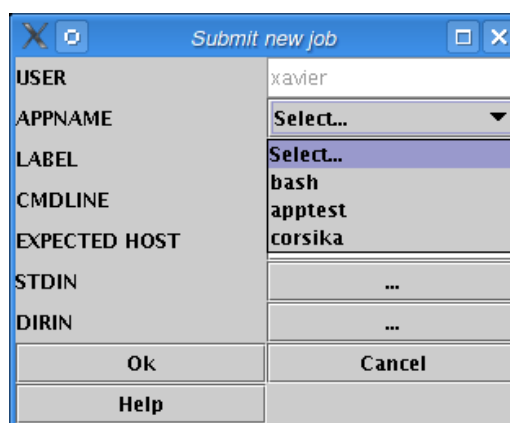 Submit new job
USER xavier
APPNAME Select...
LABEL Select...
bash
CMDLINE apptest
EXPECTED HOST corsika
STDIN ...
DIRIN ...
Ok Cancel
Help